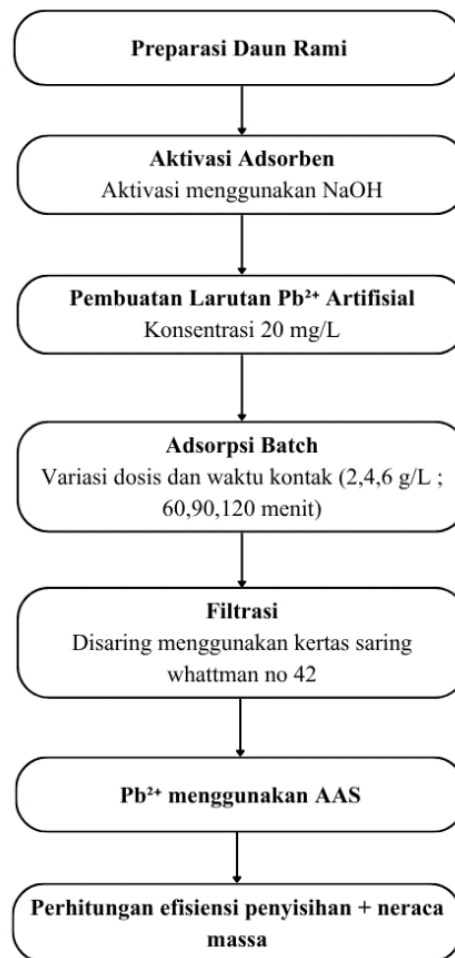 Preparasi Daun Rami
Aktivasi Adsorben
Aktivasi menggunakan NaOH
Pembuatan Larutan Pb²⁺ Artifisial
Konsentrasi 20 mg/L
Adsorpsi Batch
Variasi dosis dan waktu kontak (2,4,6 g/L ;
60,90,120 menit)
Filtrasi
Disaring menggunakan kertas saring
whattman no 42
Pb²⁺ menggunakan AAS
Perhitungan efisiensi penyisihan + neraca
massa